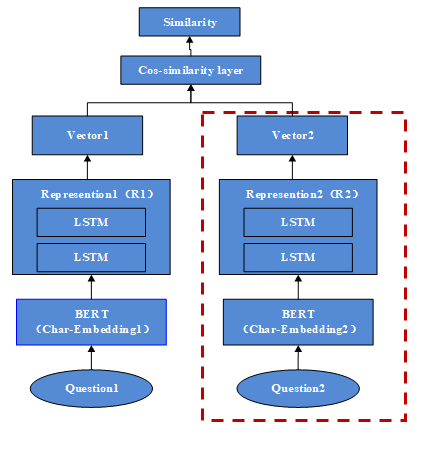 Similarity
Cos-similarity layer
Vector1
Vector2
Represention1（R1）
Represention2（R2）
LSTM
LSTM
LSTM
LSTM
BERT
（Char-Embedding1）
BERT
（Char-Embedding2）
Question1
Question2